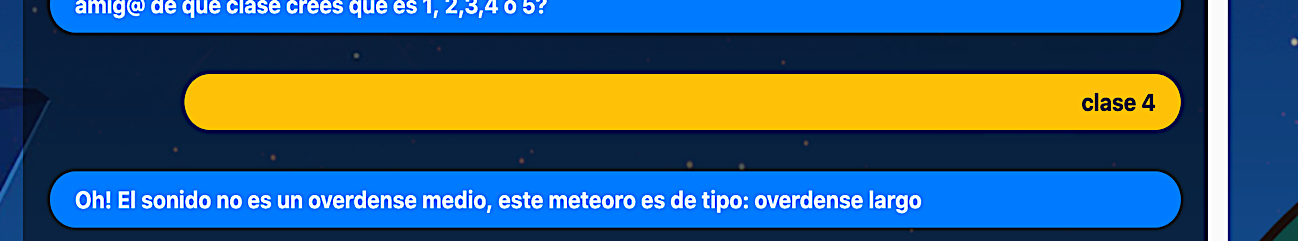 amig@ de que clase crees que es 1, 2,3,4 o 5?
clase 4
Oh! El sonido no es un overdense medio, este meteoro es de tipo: overdense largo